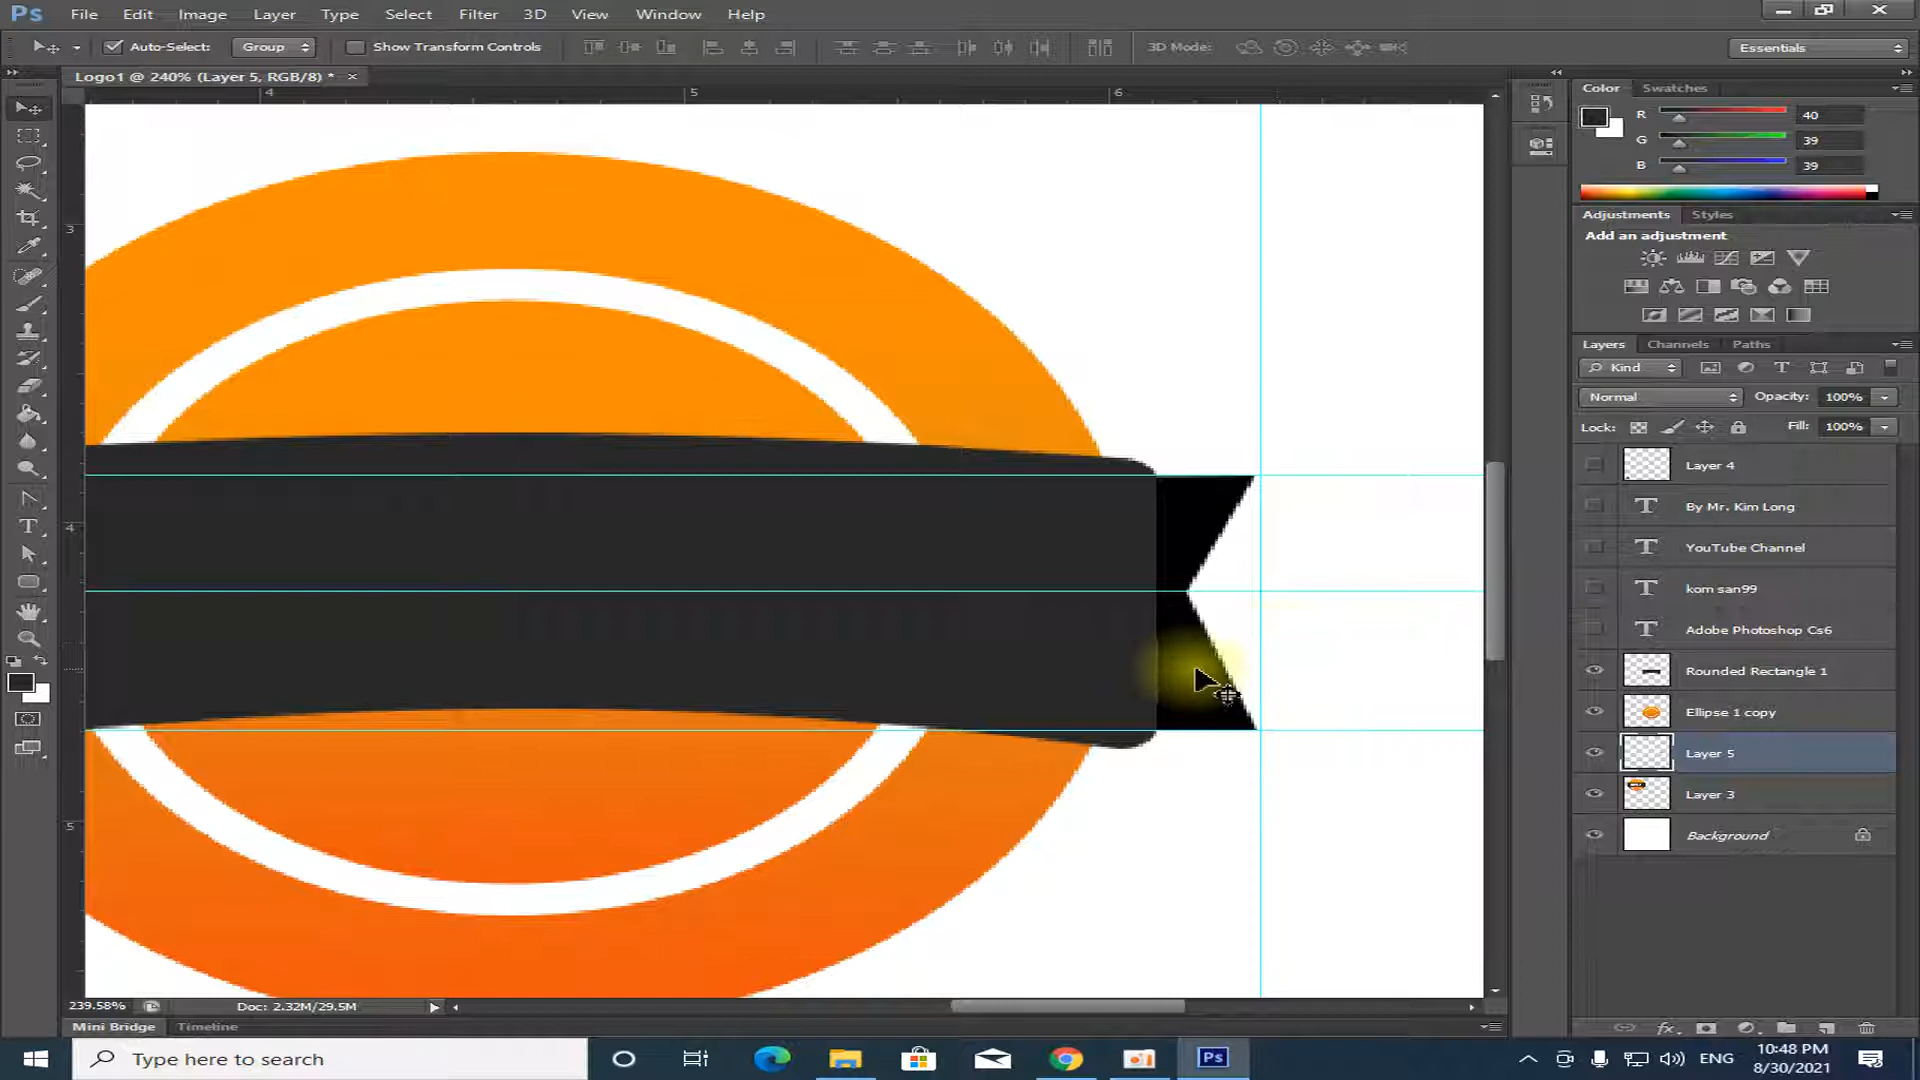 Ps File Edit Image Layer Type Select Filter 3D View Window Help
Auto-Select: Group Show Transform Controls 3D Mode: Essentials
Logo1 @ 240% (Layer 5, RGB/8) * ×
4 5 6
3
4
5
Color Swatches
R 40
G 39
B 39
Adjustments Styles
Add an adjustment
Layers Channels Paths
Kind
Normal Opacity: 100%
Lock: Fill: 100%
Layer 4
By Mr. Kim Long
YouTube Channel
kom san99
Adobe Photoshop Cs6
Rounded Rectangle 1
Ellipse 1 copy
Layer 5
Layer 3
Background
239.58% Doc: 2.32M/29.5M
Mini Bridge Timeline
Type here to search
Ps
ENG
10:48 PM
8/30/2021